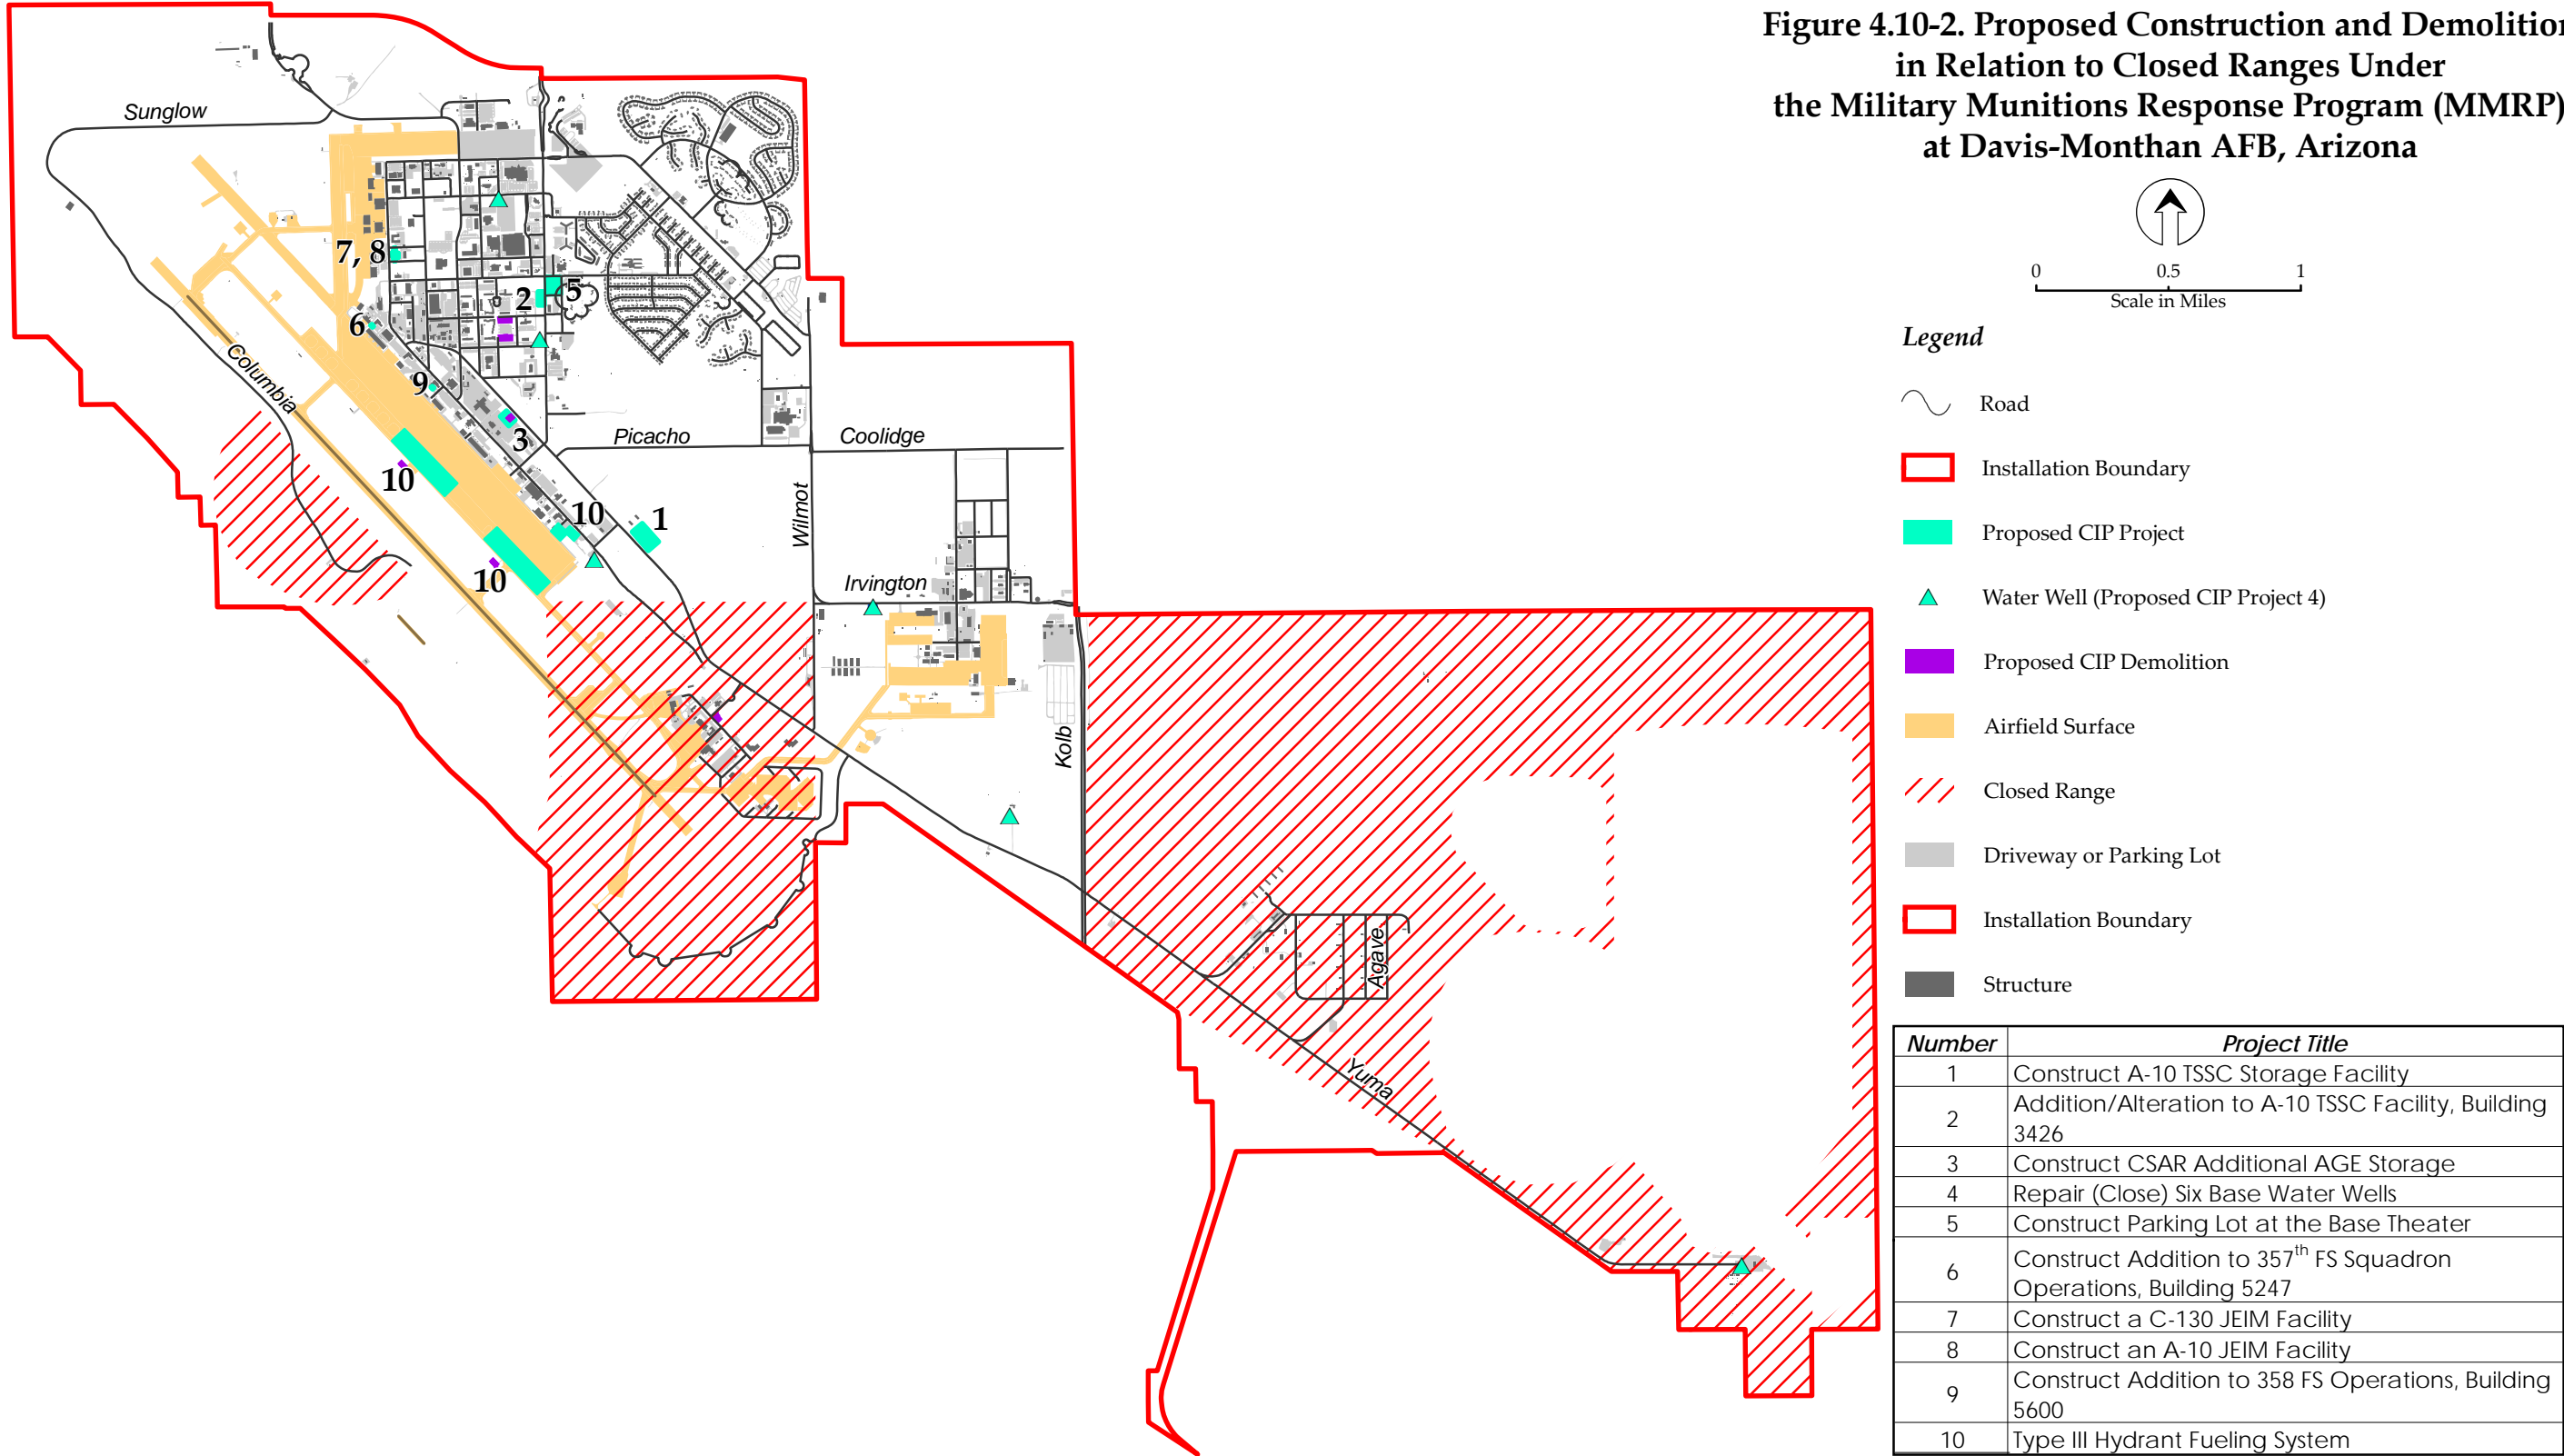 Figure 4.10-2. Proposed Construction and Demolition
in Relation to Closed Ranges Under
the Military Munitions Response Program (MMRP)
at Davis-Monthan AFB, Arizona
0 0.5 1
Scale in Miles
Legend
Road
Installation Boundary
Proposed CIP Project
Water Well (Proposed CIP Project 4)
Proposed CIP Demolition
Airfield Surface
Closed Range
Driveway or Parking Lot
Installation Boundary
Structure
Number Project Title
1 Construct A-10 TSSC Storage Facility
2 Addition/Alteration to A-10 TSSC Facility, Building
3426
3 Construct CSAR Additional AGE Storage
4 Repair (Close) Six Base Water Wells
5 Construct Parking Lot at the Base Theater
6 Construct Addition to 357th FS Squadron
Operations, Building 5247
7 Construct a C-130 JEIM Facility
8 Construct an A-10 JEIM Facility
9 Construct Addition to 358 FS Operations, Building
5600
10 Type III Hydrant Fueling System
Sunglow
7, 8
2
5
6
Columbia
9
3
Picacho
Coolidge
10
Wilmot
10
1
10
Irvington
Kolb
Agave
Yuma